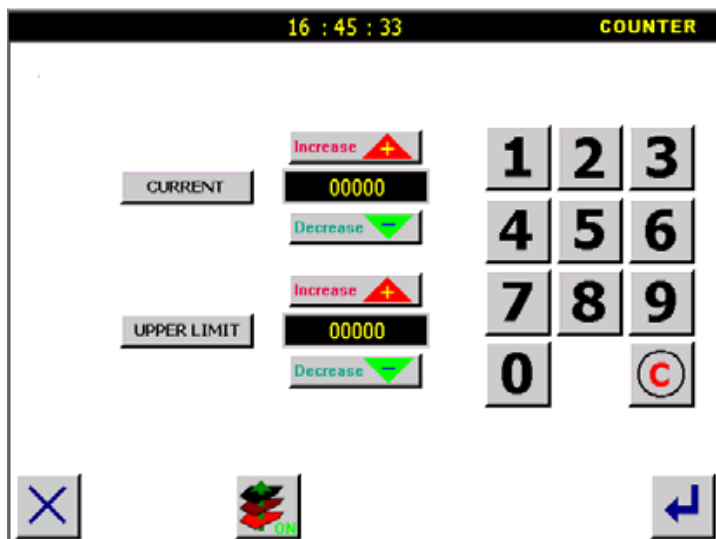 16 : 45 : 33 COUNTER
Increase +
CURRENT 00000
Decrease −
Increase +
UPPER LIMIT 00000
Decrease −
1 2 3
4 5 6
7 8 9
0 C
ON